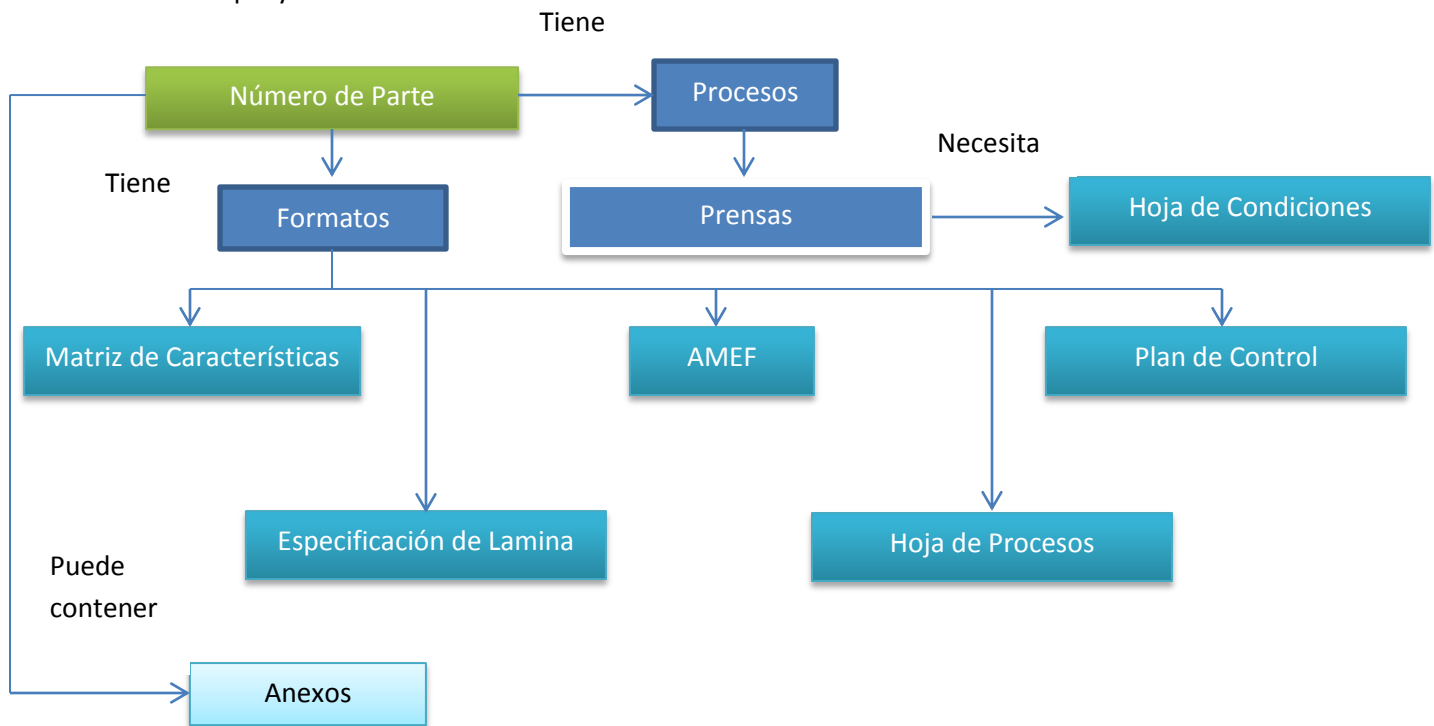 Tiene
Número de Parte
Procesos
Necesita
Tiene
Formatos
Prensas
Hoja de Condiciones
Matriz de Características
AMEF
Plan de Control
Especificación de Lamina
Hoja de Procesos
Puede
contener
Anexos